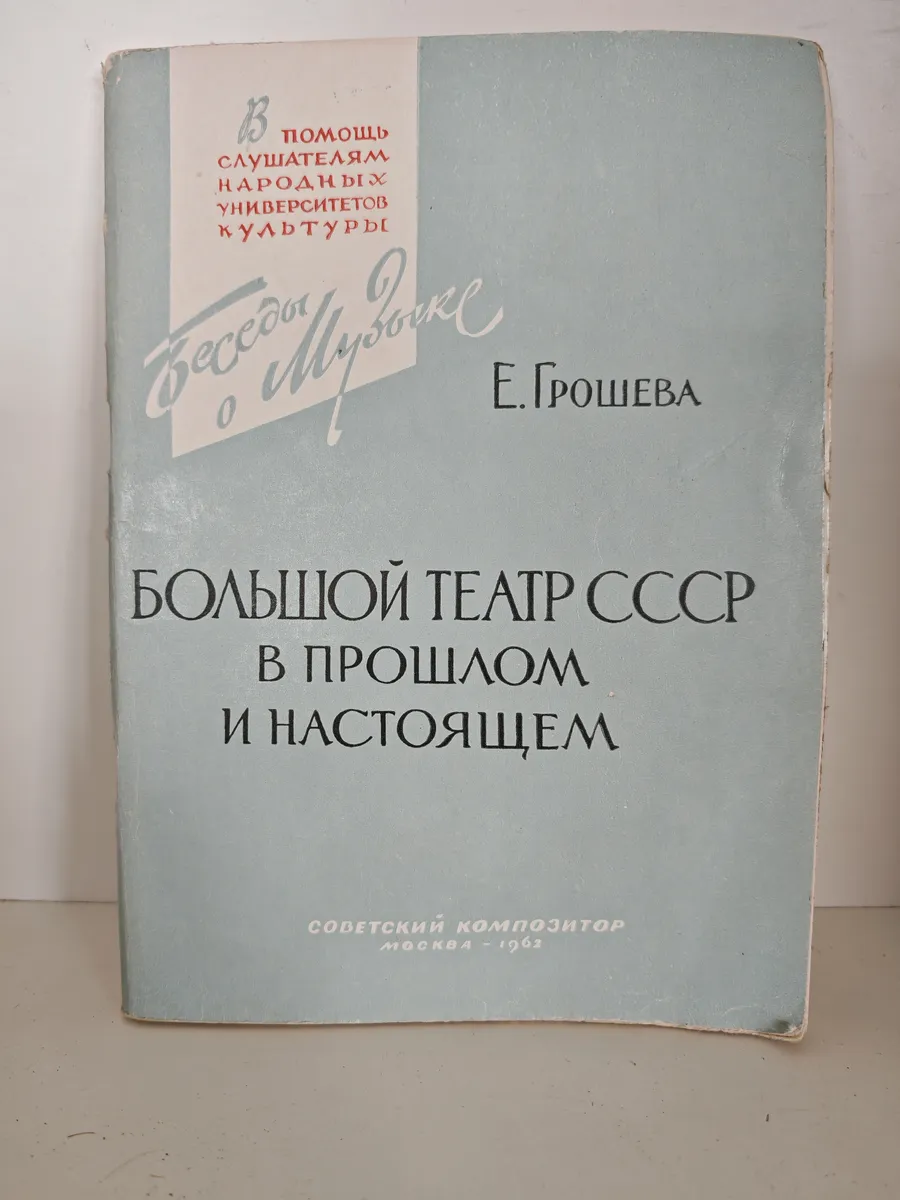 В ПОМОЩЬ
СЛУШАТЕЛЯМ
НАРОДНЫХ
УНИВЕРСИТЕТОВ
КУЛЬТУРЫ
Беседы
о Музыке
Е. ГРОШЕВА
БОЛЬШОЙ ТЕАТР СССР
В ПРОШЛОМ
И НАСТОЯЩЕМ
СОВЕТСКИЙ КОМПОЗИТОР
МОСКВА - 1962